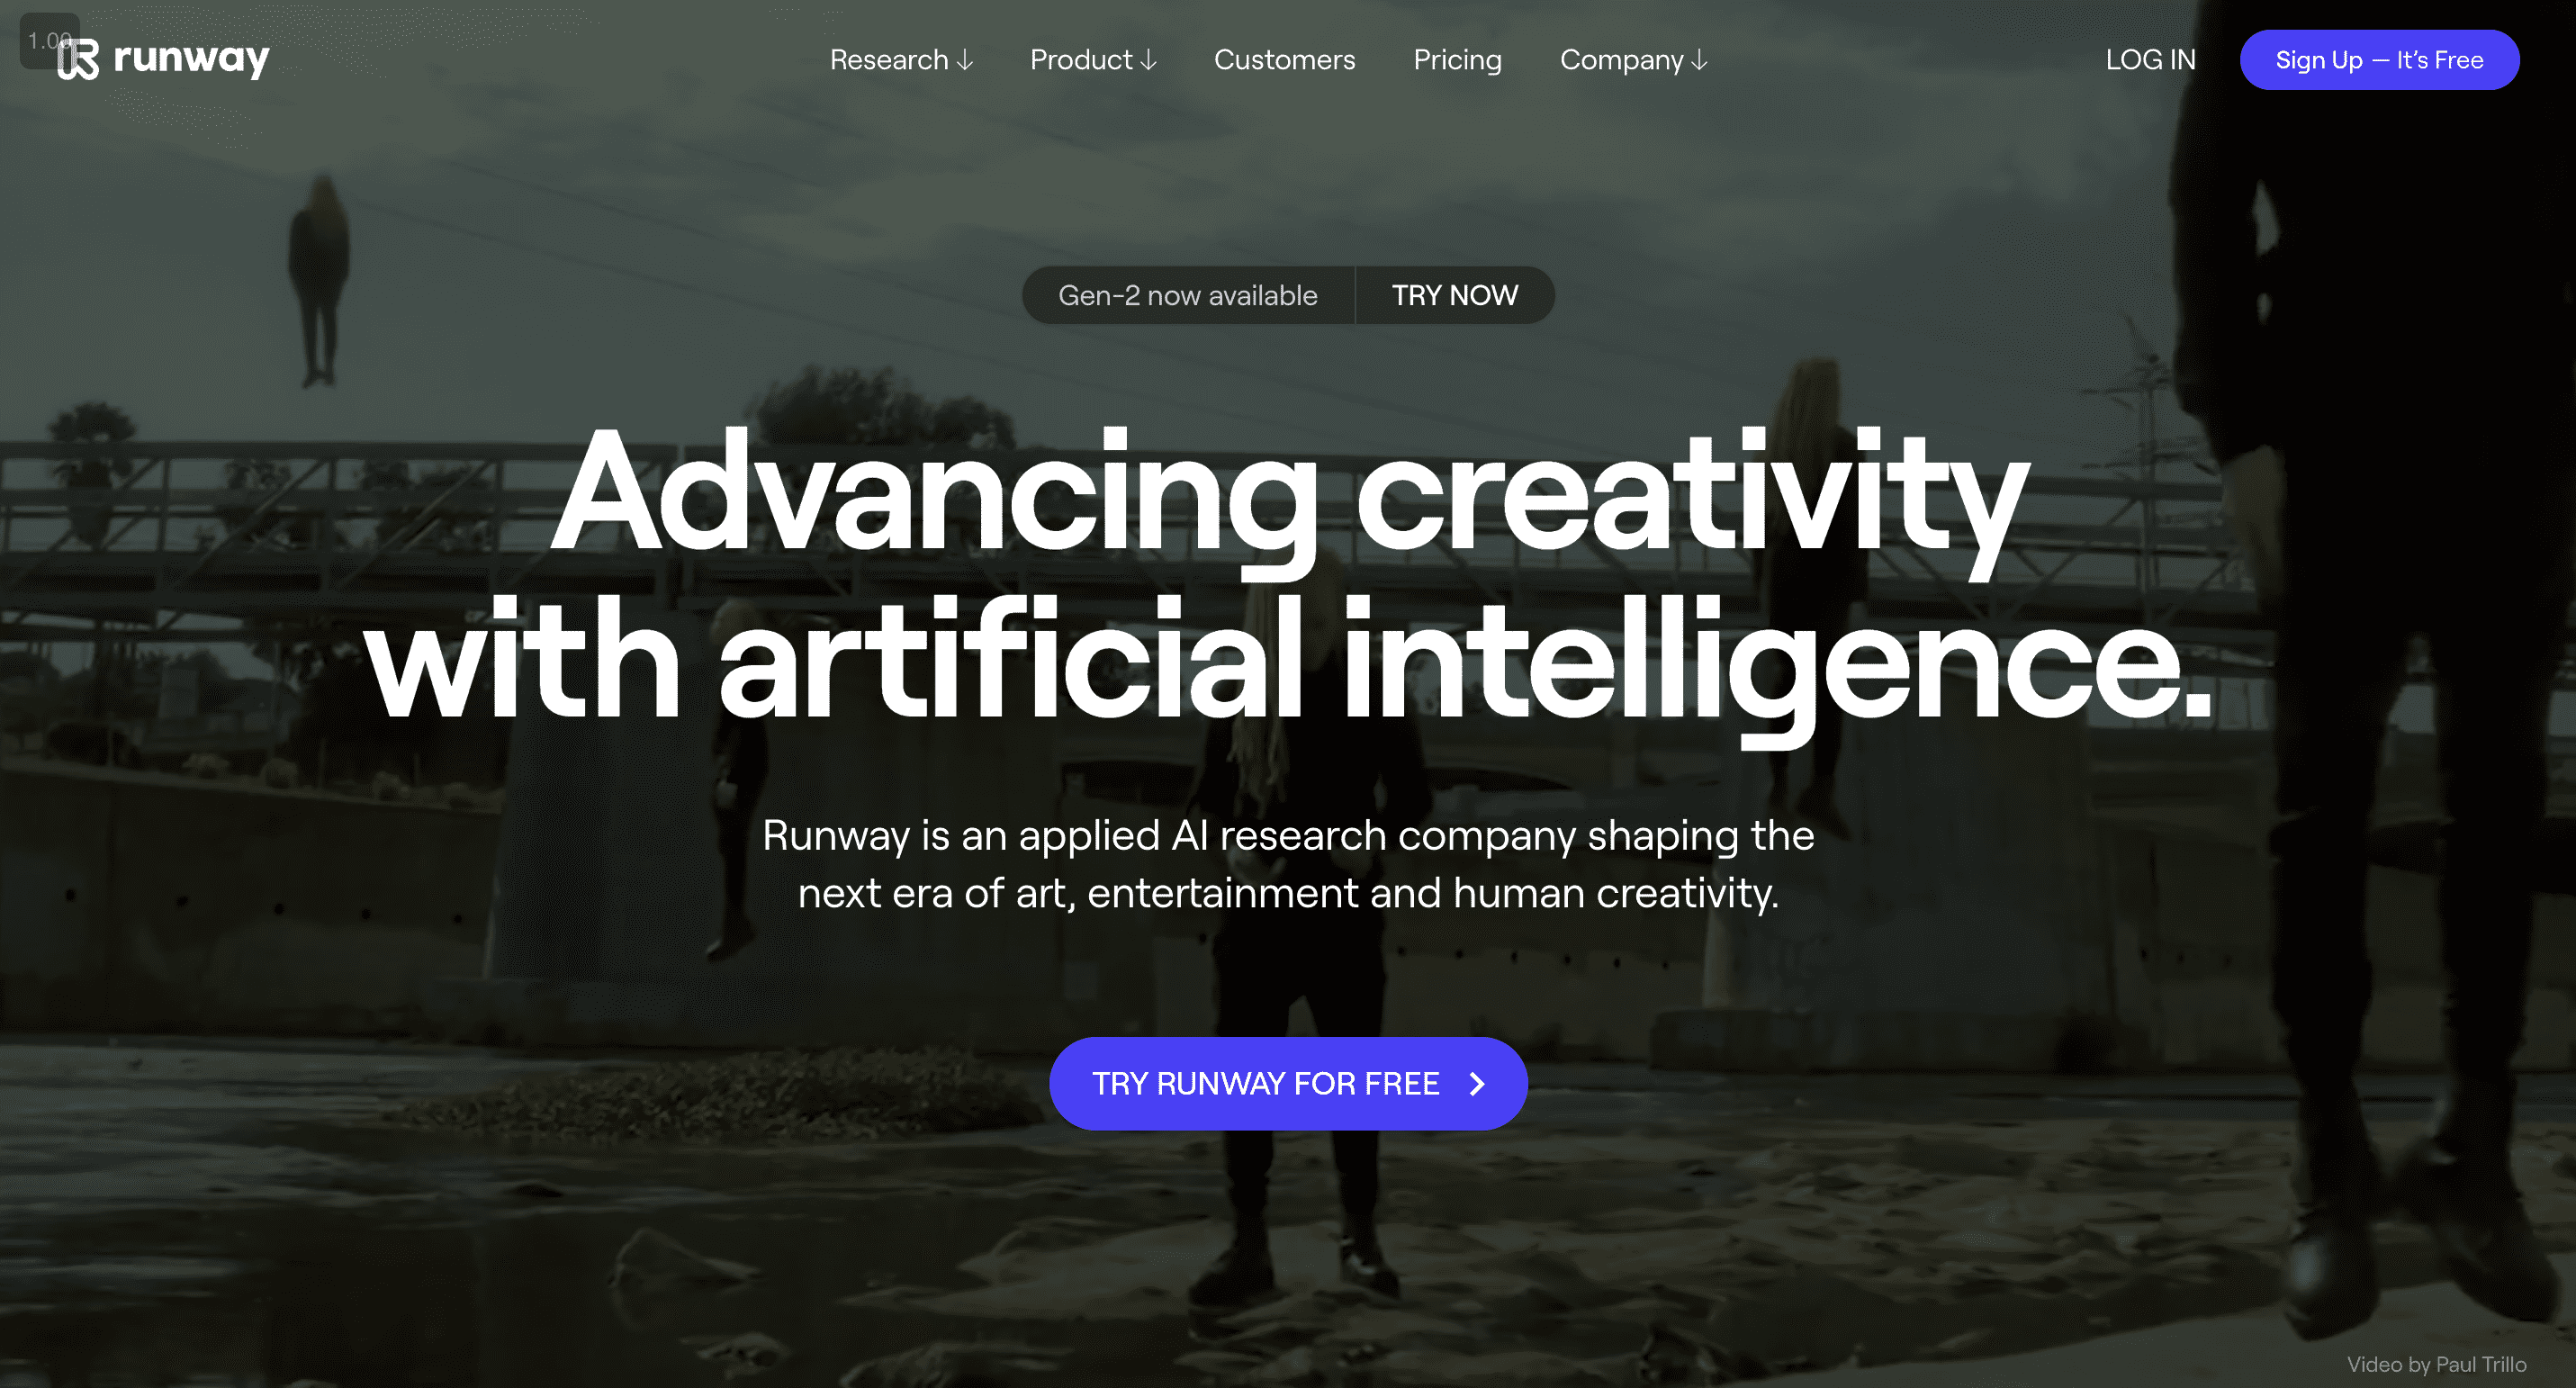 1.00
runway
Research ↓
Product ↓
Customers
Pricing
Company ↓
LOG IN
Sign Up — It’s Free
Gen-2 now available
TRY NOW
Advancing creativity
with artificial intelligence.
Runway is an applied AI research company shaping the
next era of art, entertainment and human creativity.
TRY RUNWAY FOR FREE
Video by Paul Trillo